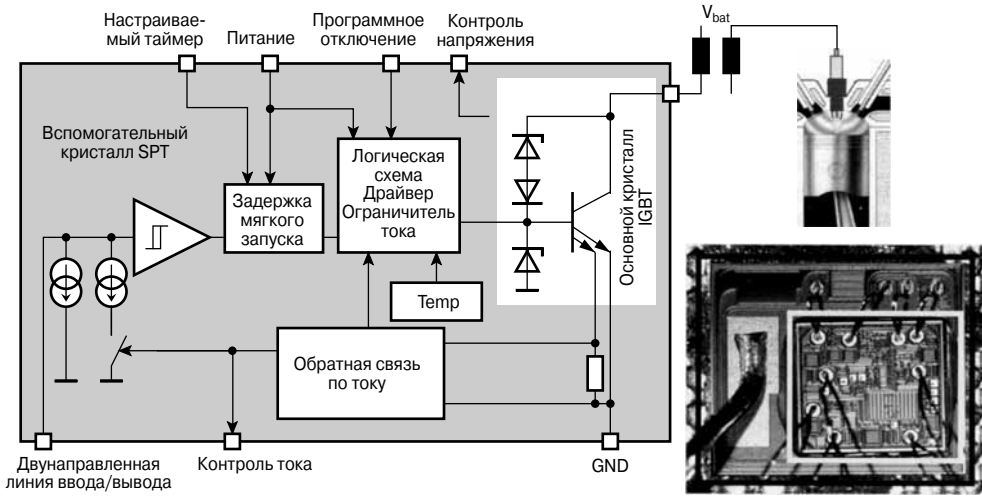 Настраивае-
мый таймер
Питание
Программное
отключение
Контроль
напряжения
V_bat
Вспомогательный
кристалл SPT
Задержка
мягкого
запуска
Логическая
схема
Драйвер
Ограничитель
тока
Основной кристалл
IGBT
Temp
Обратная связь
по току
Двунаправленная
линия ввода/вывода
Контроль тока
GND